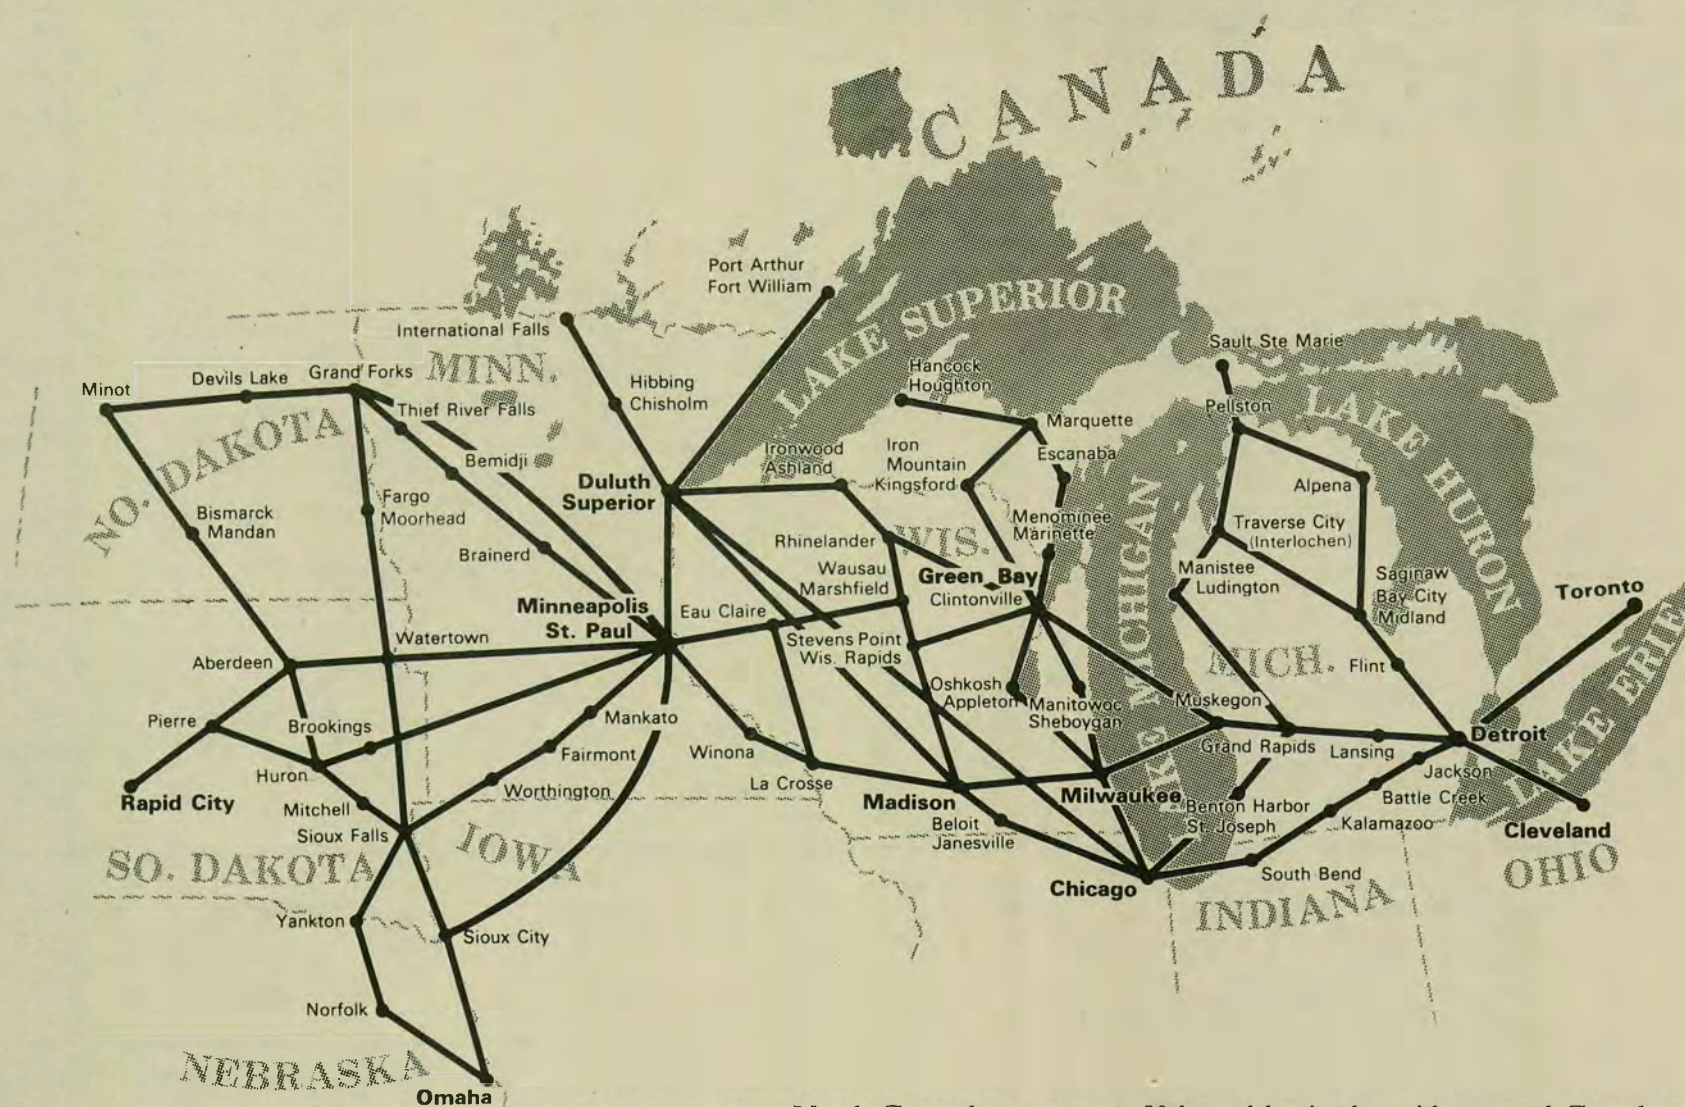 CANADA
Port Arthur
Fort William
LAKE SUPERIOR
International Falls
MINN.
Hibbing
Chisholm
Minot
Devils Lake
Grand Forks
Thief River Falls
Bemidji
NO. DAKOTA
Fargo
Moorhead
Bismarck
Mandan
Brainerd
Duluth
Superior
Ironwood
Ashland
Hancock
Houghton
Iron
Mountain
Kingsford
Marquette
Escanaba
Sault Ste Marie
Pellston
LAKE HURON
Alpena
Menominee
Marinette
WIS.
Rhinelander
Wausau
Marshfield
Green Bay
Clintonville
LAKE MICHIGAN
Traverse City
(Interlochen)
Manistee
Ludington
Saginaw
Bay City
Midland
Toronto
Minneapolis
St. Paul
Eau Claire
Stevens Point
Wis. Rapids
MICH.
Flint
LAKE ERIE
Watertown
Aberdeen
Pierre
Brookings
Huron
Mankato
Fairmont
Worthington
Winona
La Crosse
Oshkosh
Appleton
Manitowoc
Sheboygan
Muskegon
Grand Rapids
Lansing
Detroit
Jackson
Battle Creek
Kalamazoo
Cleveland
OHIO
Rapid City
Mitchell
Sioux Falls
Madison
Milwaukee
Benton Harbor
St. Joseph
Beloit
Janesville
Chicago
South Bend
INDIANA
SO. DAKOTA
IOWA
Yankton
Sioux City
Norfolk
NEBRASKA
Omaha